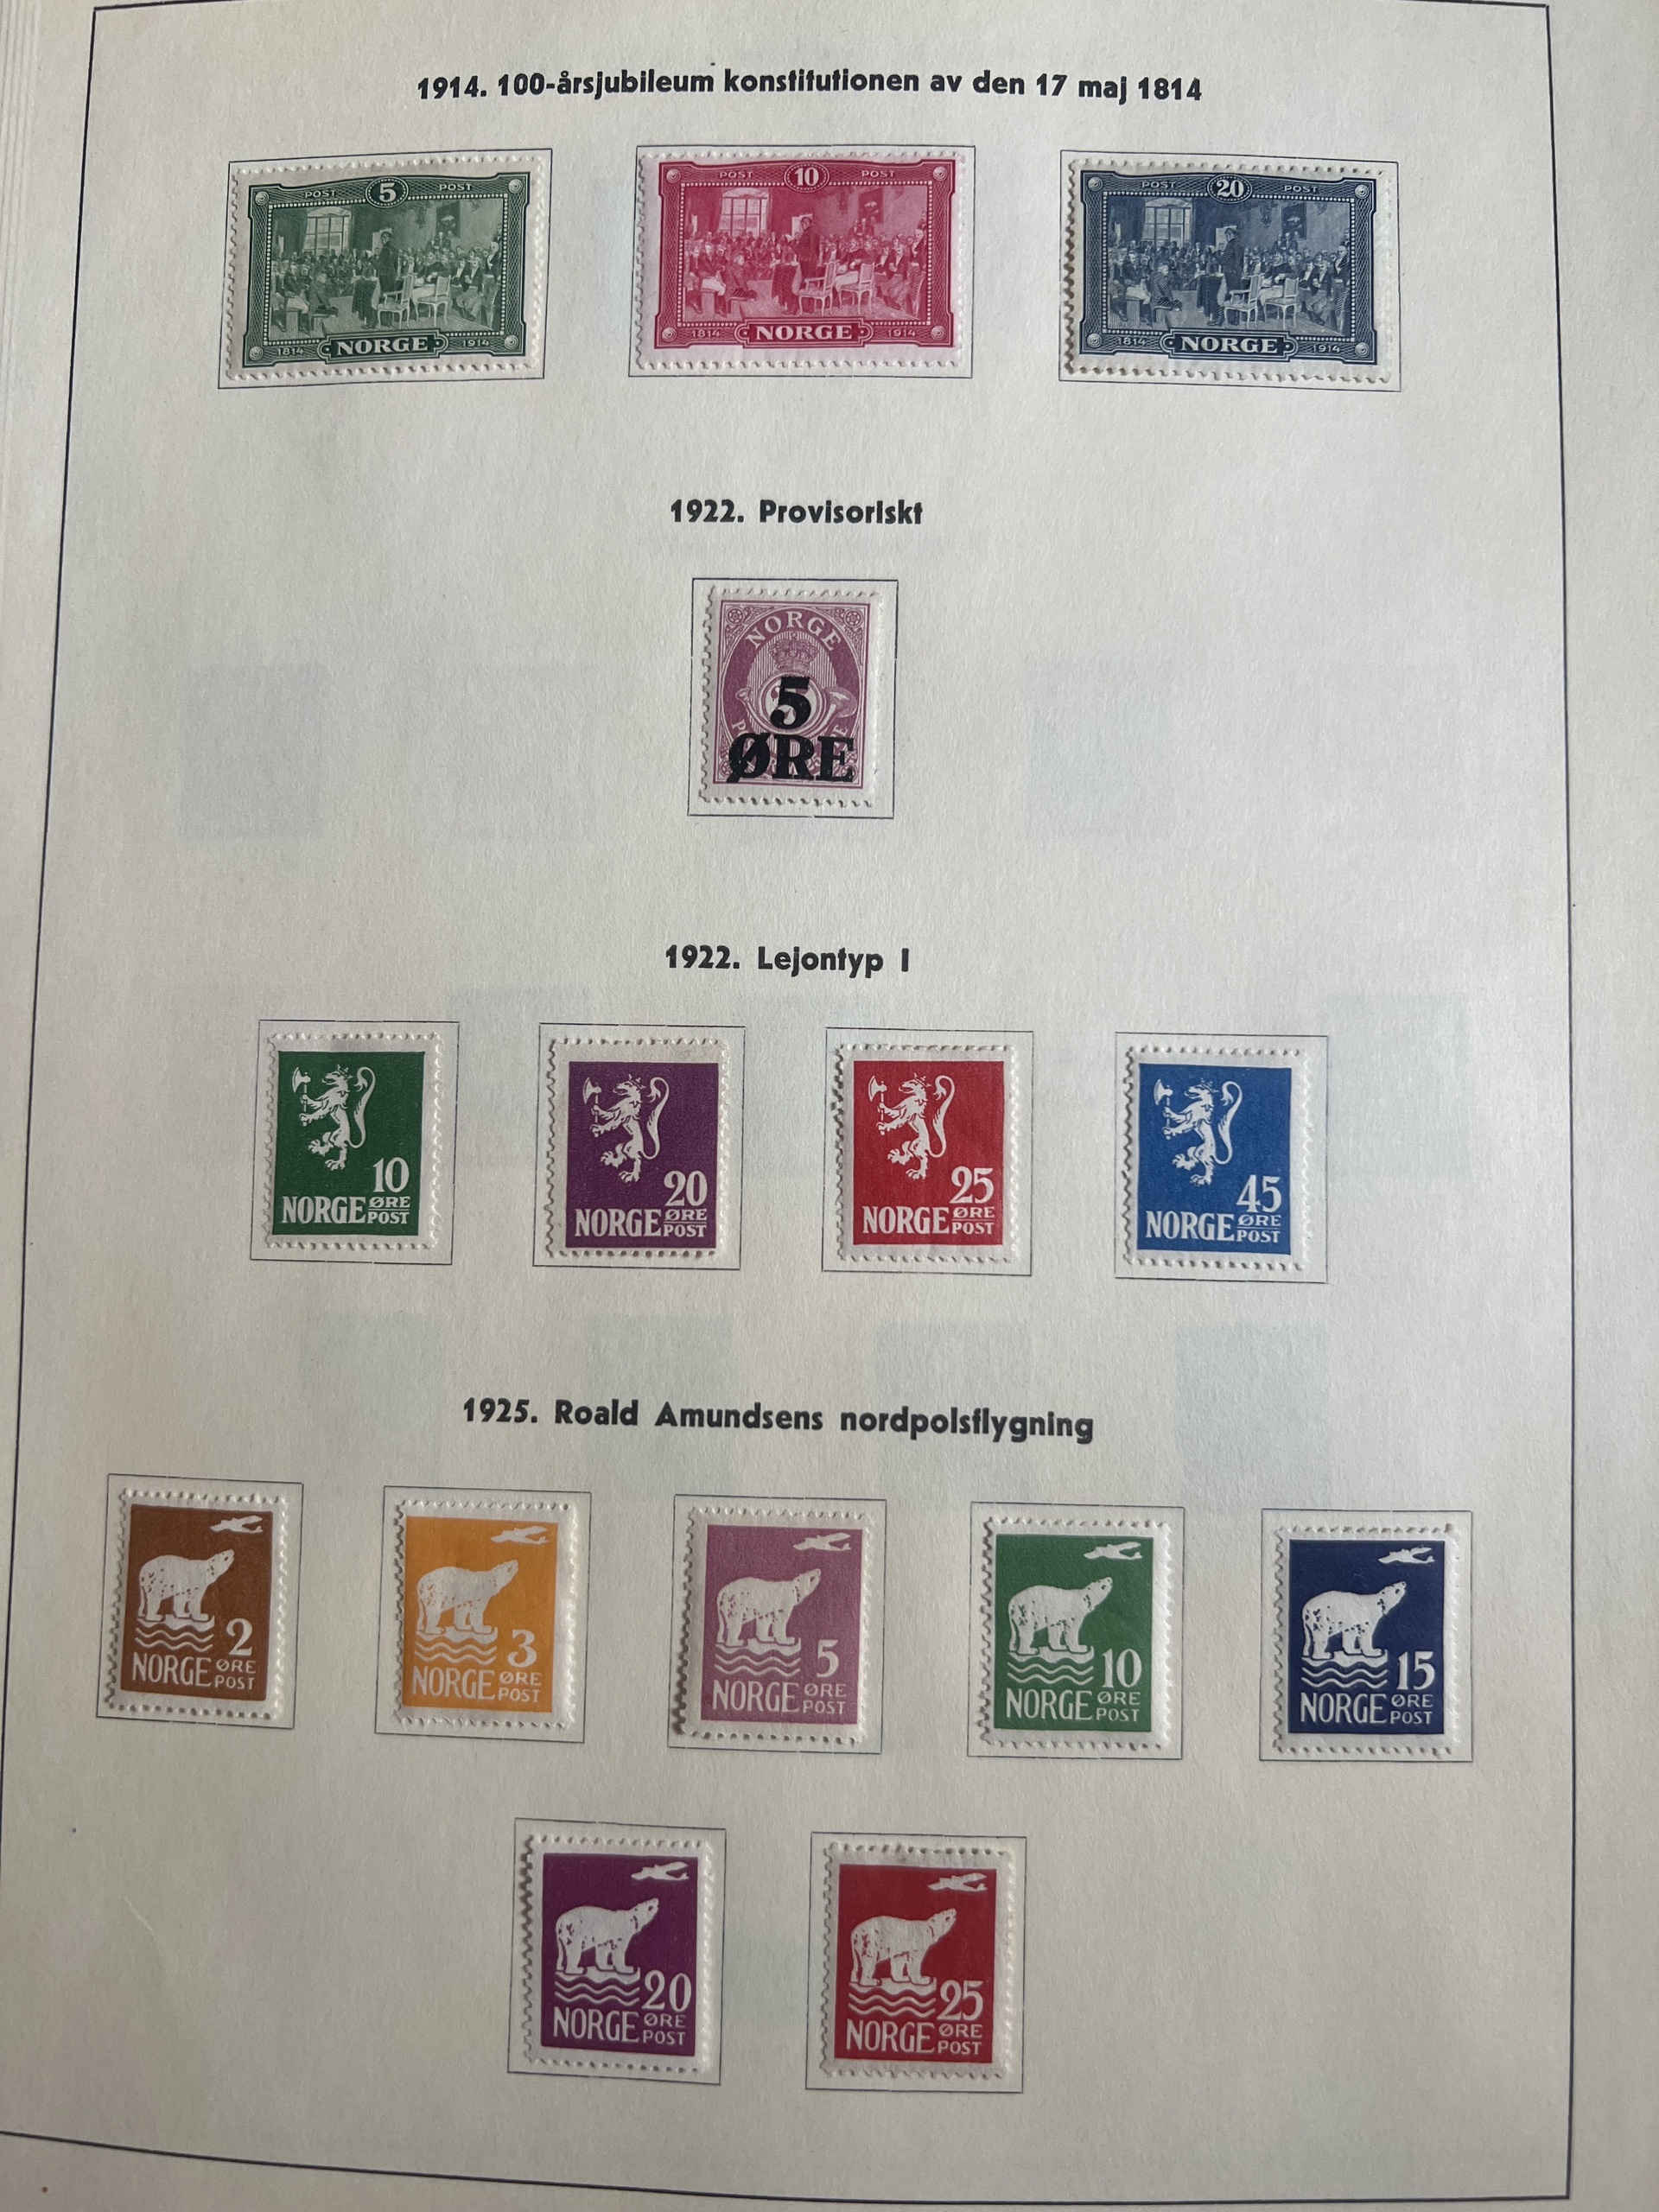 1914. 100-årsjubileum konstitutionen av den 17 maj 1814
POST 5 POST
1814 NORGE 1914
POST 10 POST
1814 NORGE 1914
POST 20 POST
1814 NORGE 1914
1922. Provisoriskt
NORGE
5
ØRE
1922. Lejontyp I
10
NORGE ØRE POST
20
NORGE ØRE POST
25
NORGE ØRE POST
45
NORGE ØRE POST
1925. Roald Amundsens nordpolsflygning
2
NORGE ØRE POST
3
NORGE ØRE POST
5
NORGE ØRE POST
10
NORGE ØRE POST
15
NORGE ØRE POST
20
NORGE ØRE POST
25
NORGE ØRE POST